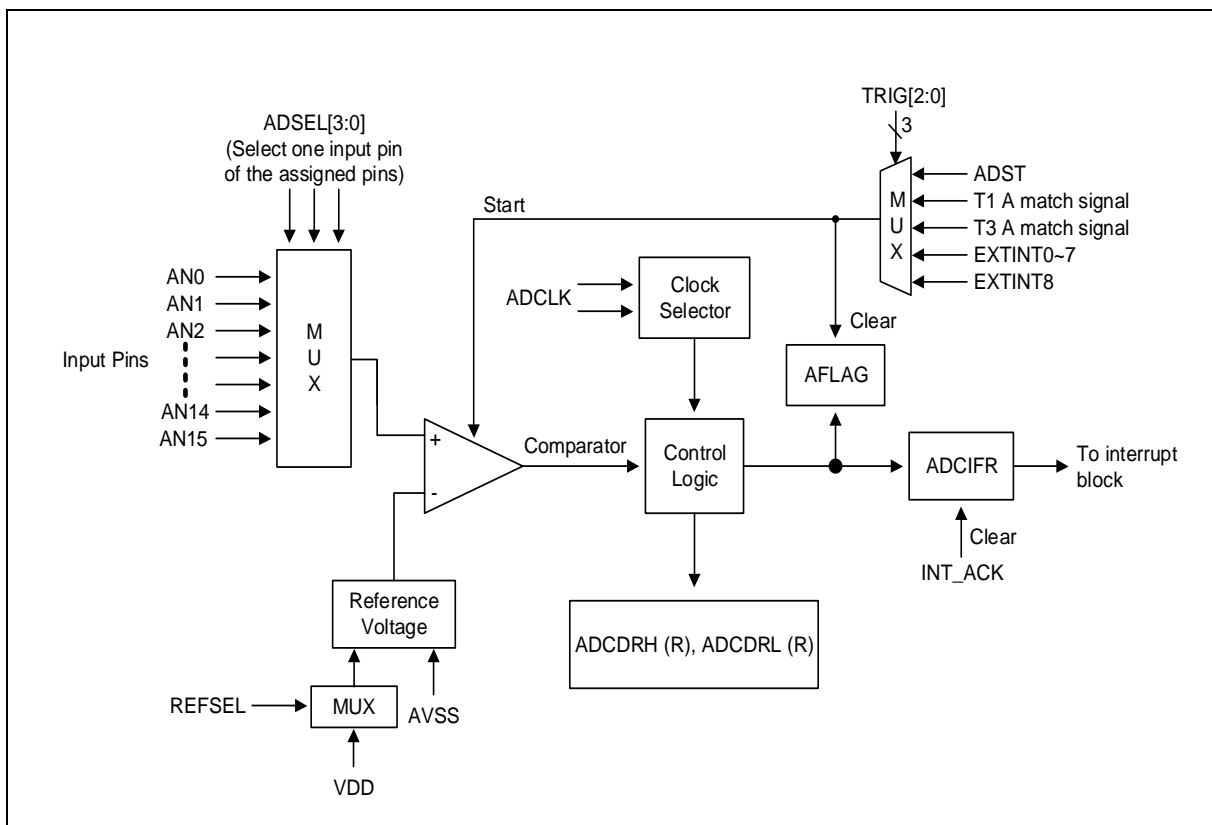 TRIG[2:0]
3
ADSEL[3:0]
(Select one input pin
of the assigned pins)
ADST
T1 A match signal
T3 A match signal
EXTINT0~7
EXTINT8
M
U
X
Start
AN0
AN1
AN2
Input Pins
AN14
AN15
M
U
X
ADCLK
Clock
Selector
Clear
AFLAG
+
-
Comparator
Control
Logic
ADCIFR
To interrupt
block
Clear
INT_ACK
Reference
Voltage
ADCDRH (R), ADCDRL (R)
REFSEL
MUX
AVSS
VDD